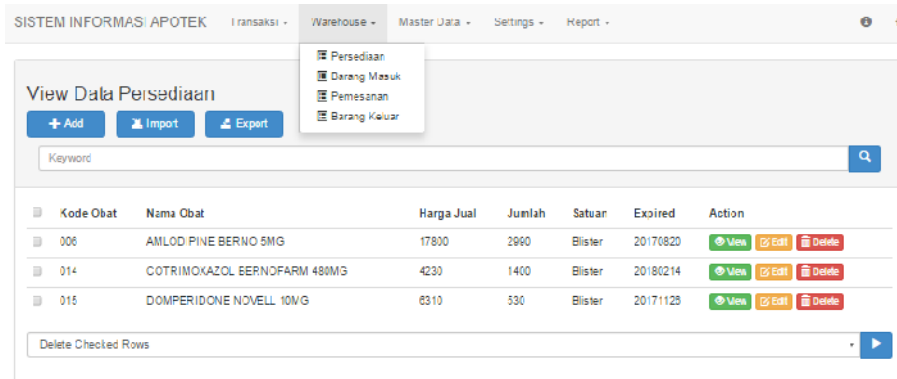 SISTEM INFORMASI APOTEK Transaksi Warehouse Master Data Settings Report
Persediaan
Barang Masuk
Pemesanan
Barang Keluar
View Data Persediaan
Add Import Export
Keyword
Kode Obat Nama Obat Harga Jual Jumlah Satuan Expired Action
006 AMLODIPINE BERNO 5MG 17800 2990 Blister 20170820 View Edit Delete
014 COTRIMOXAZOL BERNOFARM 480MG 4230 1400 Blister 20180214 View Edit Delete
015 DOMPERIDONE NOVELL 10MG 6310 530 Blister 20171125 View Edit Delete
Delete Checked Rows